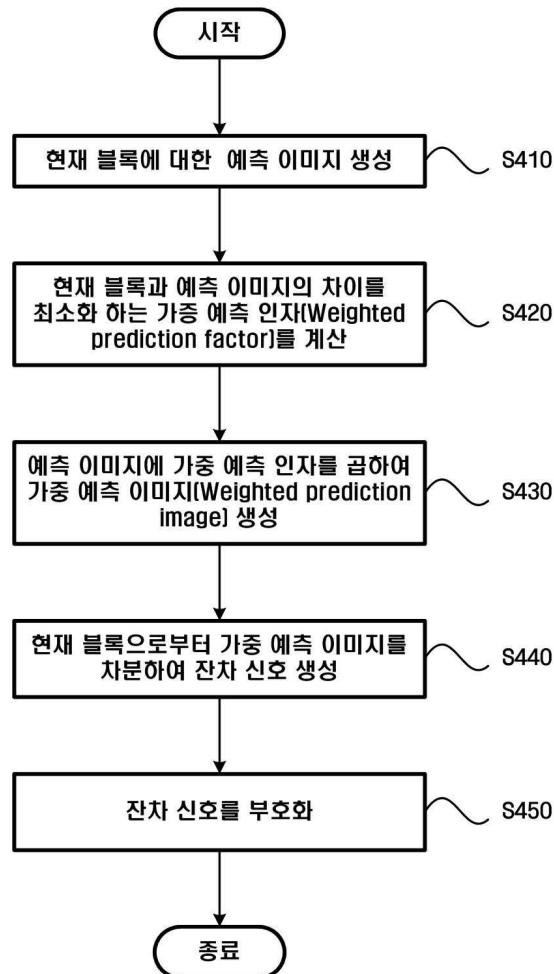 시작
현재 블록에 대한 예측 이미지 생성
S410
현재 블록과 예측 이미지의 차이를
최소화 하는 가중 예측 인자(Weighted
prediction factor)를 계산
S420
예측 이미지에 가중 예측 인자를 곱하여
가중 예측 이미지(Weighted prediction
image) 생성
S430
현재 블록으로부터 가중 예측 이미지를
차분하여 잔차 신호 생성
S440
잔차 신호를 부호화
S450
종료